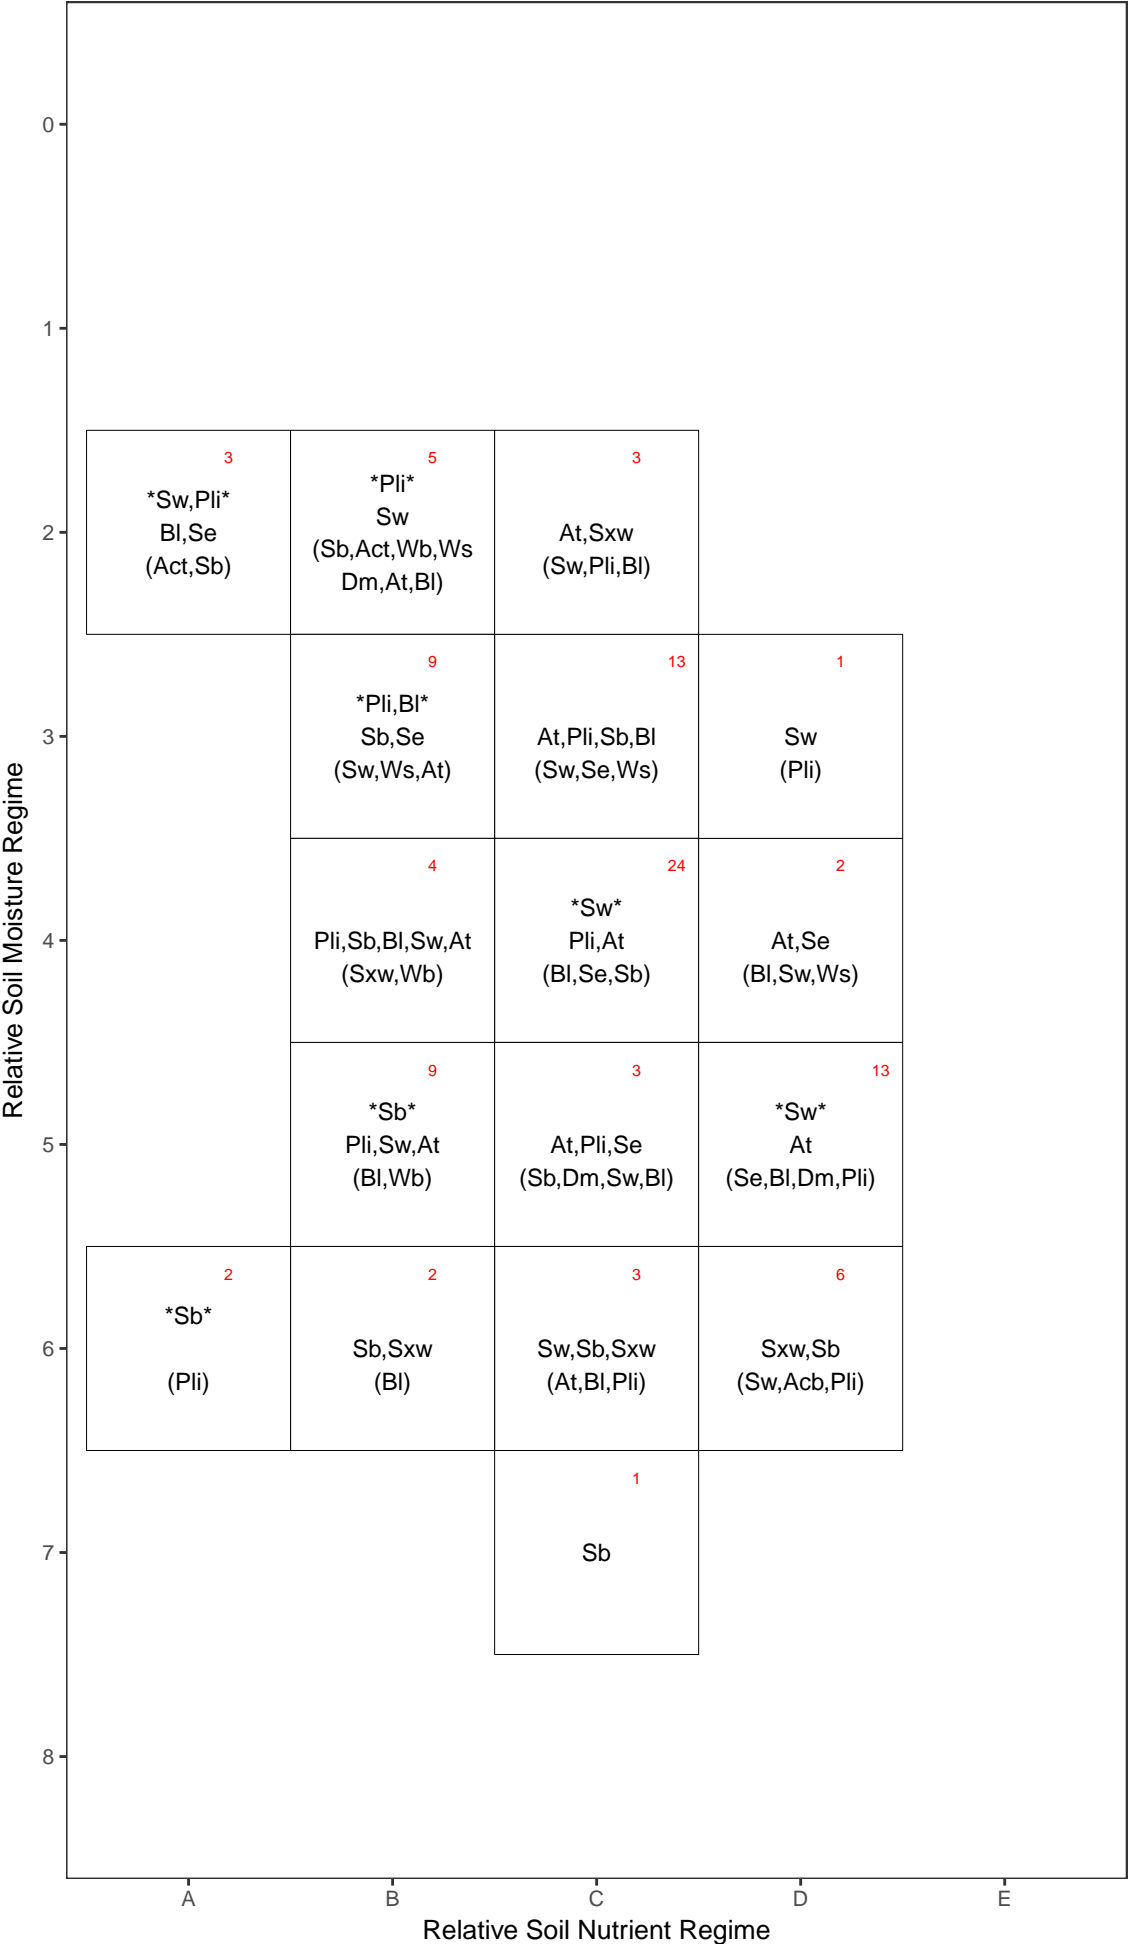 0
1
3
5
3
*Sw,Pli*
Bl,Se
(Act,Sb)
*Pli*
Sw
(Sb,Act,Wb,Ws
Dm,At,Bl)
At,Sxw
(Sw,Pli,Bl)
2
9
13
1
*Pli,Bl*
Sb,Se
(Sw,Ws,At)
At,Pli,Sb,Bl
(Sw,Se,Ws)
Sw
(Pli)
3
4
24
2
Pli,Sb,Bl,Sw,At
(Sxw,Wb)
*Sw*
Pli,At
(Bl,Se,Sb)
At,Se
(Bl,Sw,Ws)
4
9
3
13
*Sb*
Pli,Sw,At
(Bl,Wb)
At,Pli,Se
(Sb,Dm,Sw,Bl)
*Sw*
At
(Se,Bl,Dm,Pli)
5
2
2
3
6
*Sb*
(Pli)
Sb,Sxw
(Bl)
Sw,Sb,Sxw
(At,Bl,Pli)
Sxw,Sb
(Sw,Acb,Pli)
6
1
Sb
7
8
Relative Soil Moisture Regime
A
B
C
D
E
Relative Soil Nutrient Regime